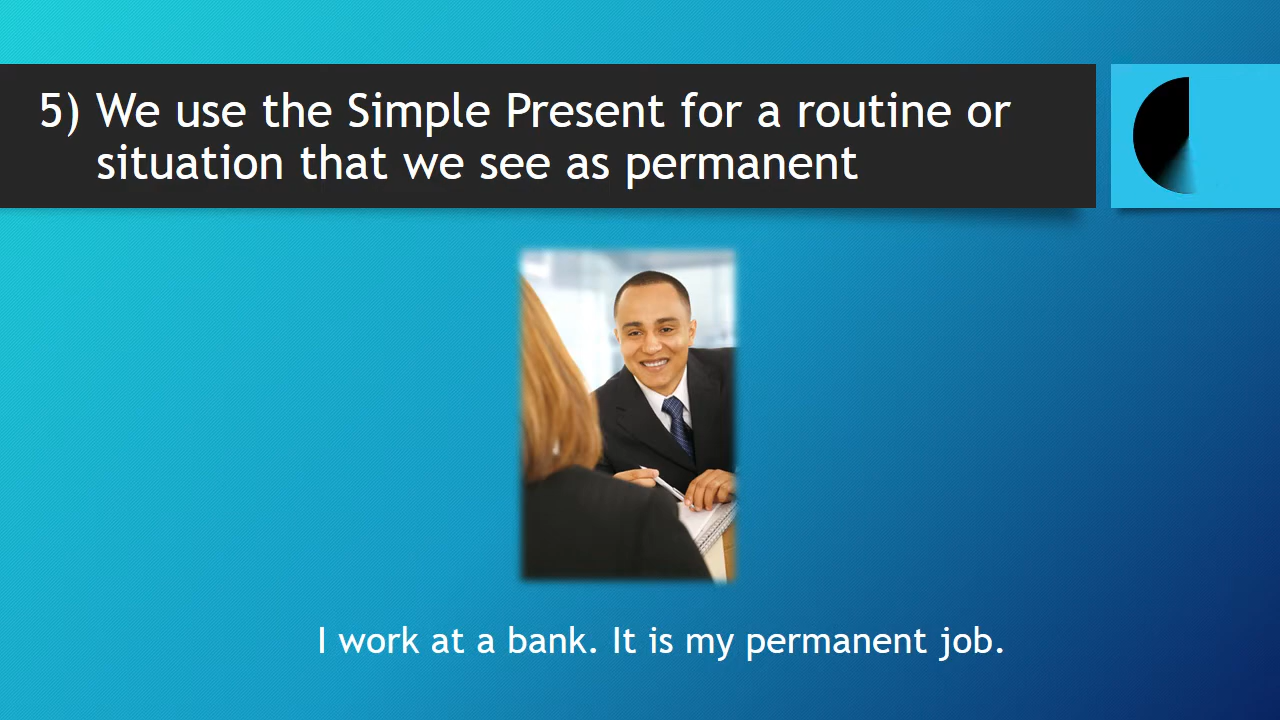 5) We use the Simple Present for a routine or
situation that we see as permanent
I work at a bank. It is my permanent job.